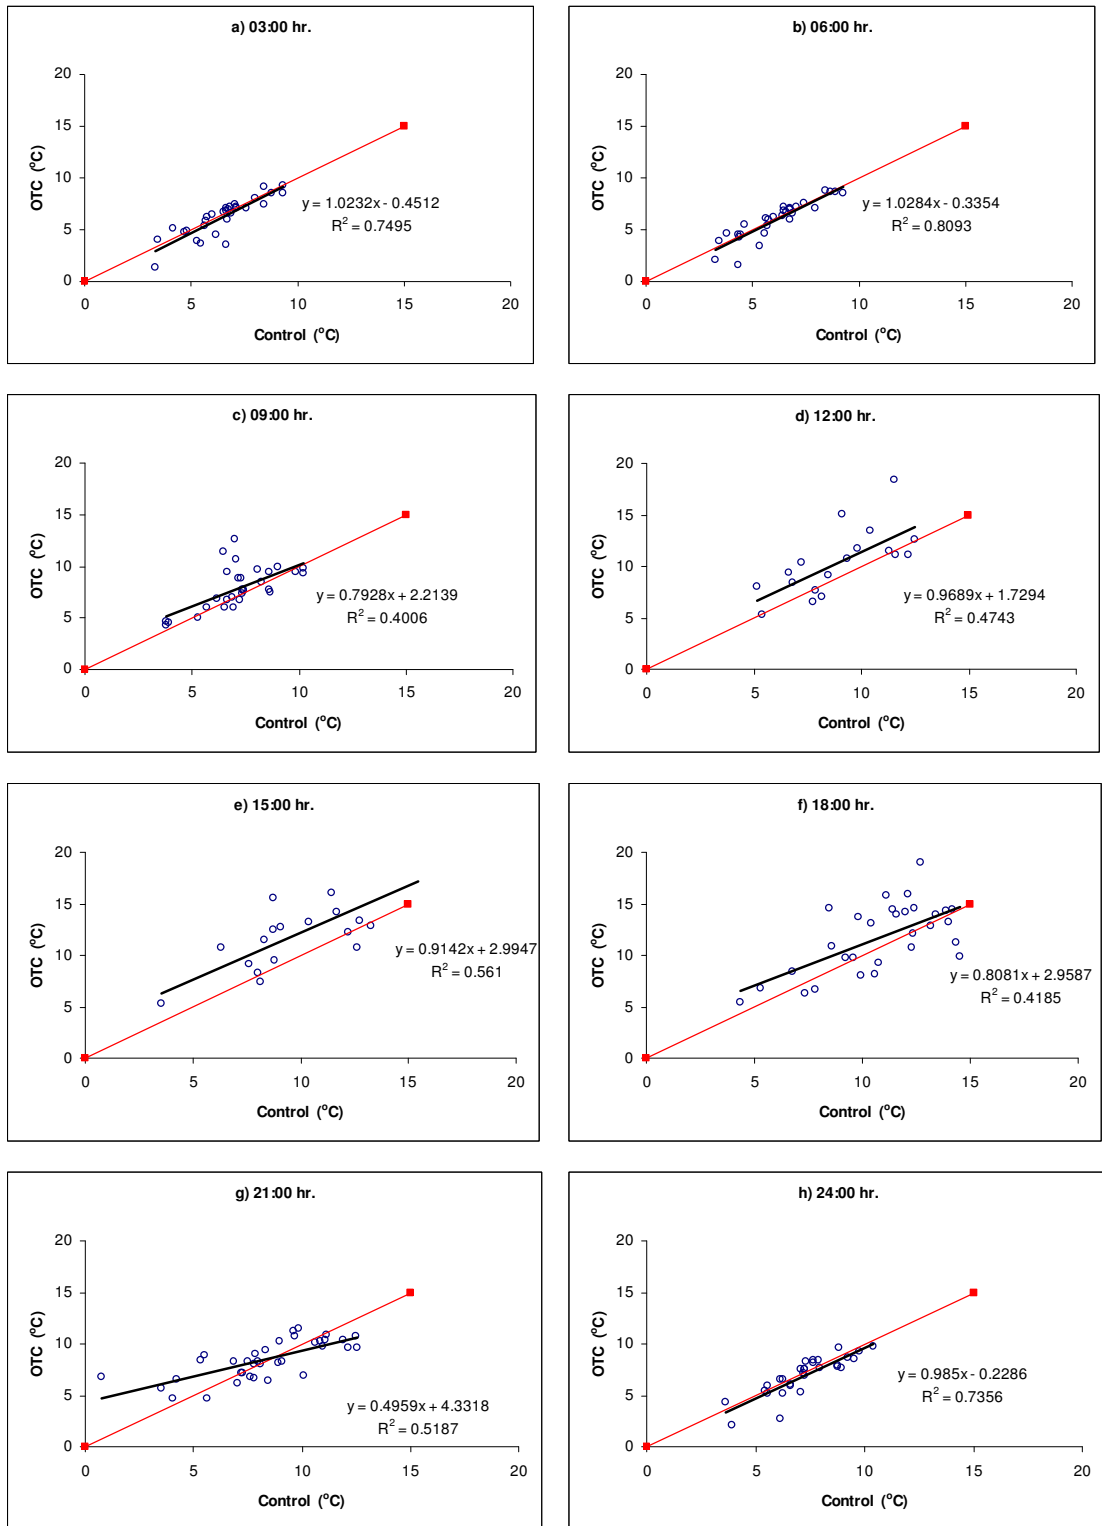 a) 03:00 hr.
20
15
10
5
0
OTC (°C)
y = 1.0232x - 0.4512
R² = 0.7495
0 5 10 15 20
Control (°C)
b) 06:00 hr.
20
15
10
5
0
OTC (°C)
y = 1.0284x - 0.3354
R² = 0.8093
0 5 10 15 20
Control (°C)
c) 09:00 hr.
20
15
10
5
0
OTC (°C)
y = 0.7928x + 2.2139
R² = 0.4006
0 5 10 15 20
Control (°C)
d) 12:00 hr.
20
15
10
5
0
OTC (°C)
y = 0.9689x + 1.7294
R² = 0.4743
0 5 10 15 20
Control (°C)
e) 15:00 hr.
20
15
10
5
0
OTC (°C)
y = 0.9142x + 2.9947
R² = 0.561
0 5 10 15 20
Control (°C)
f) 18:00 hr.
20
15
10
5
0
OTC (°C)
y = 0.8081x + 2.9587
R² = 0.4185
0 5 10 15 20
Control (°C)
g) 21:00 hr.
20
15
10
5
0
OTC (°C)
y = 0.4959x + 4.3318
R² = 0.5187
0 5 10 15 20
Control (°C)
h) 24:00 hr.
20
15
10
5
0
OTC (°C)
y = 0.985x - 0.2286
R² = 0.7356
0 5 10 15 20
Control (°C)